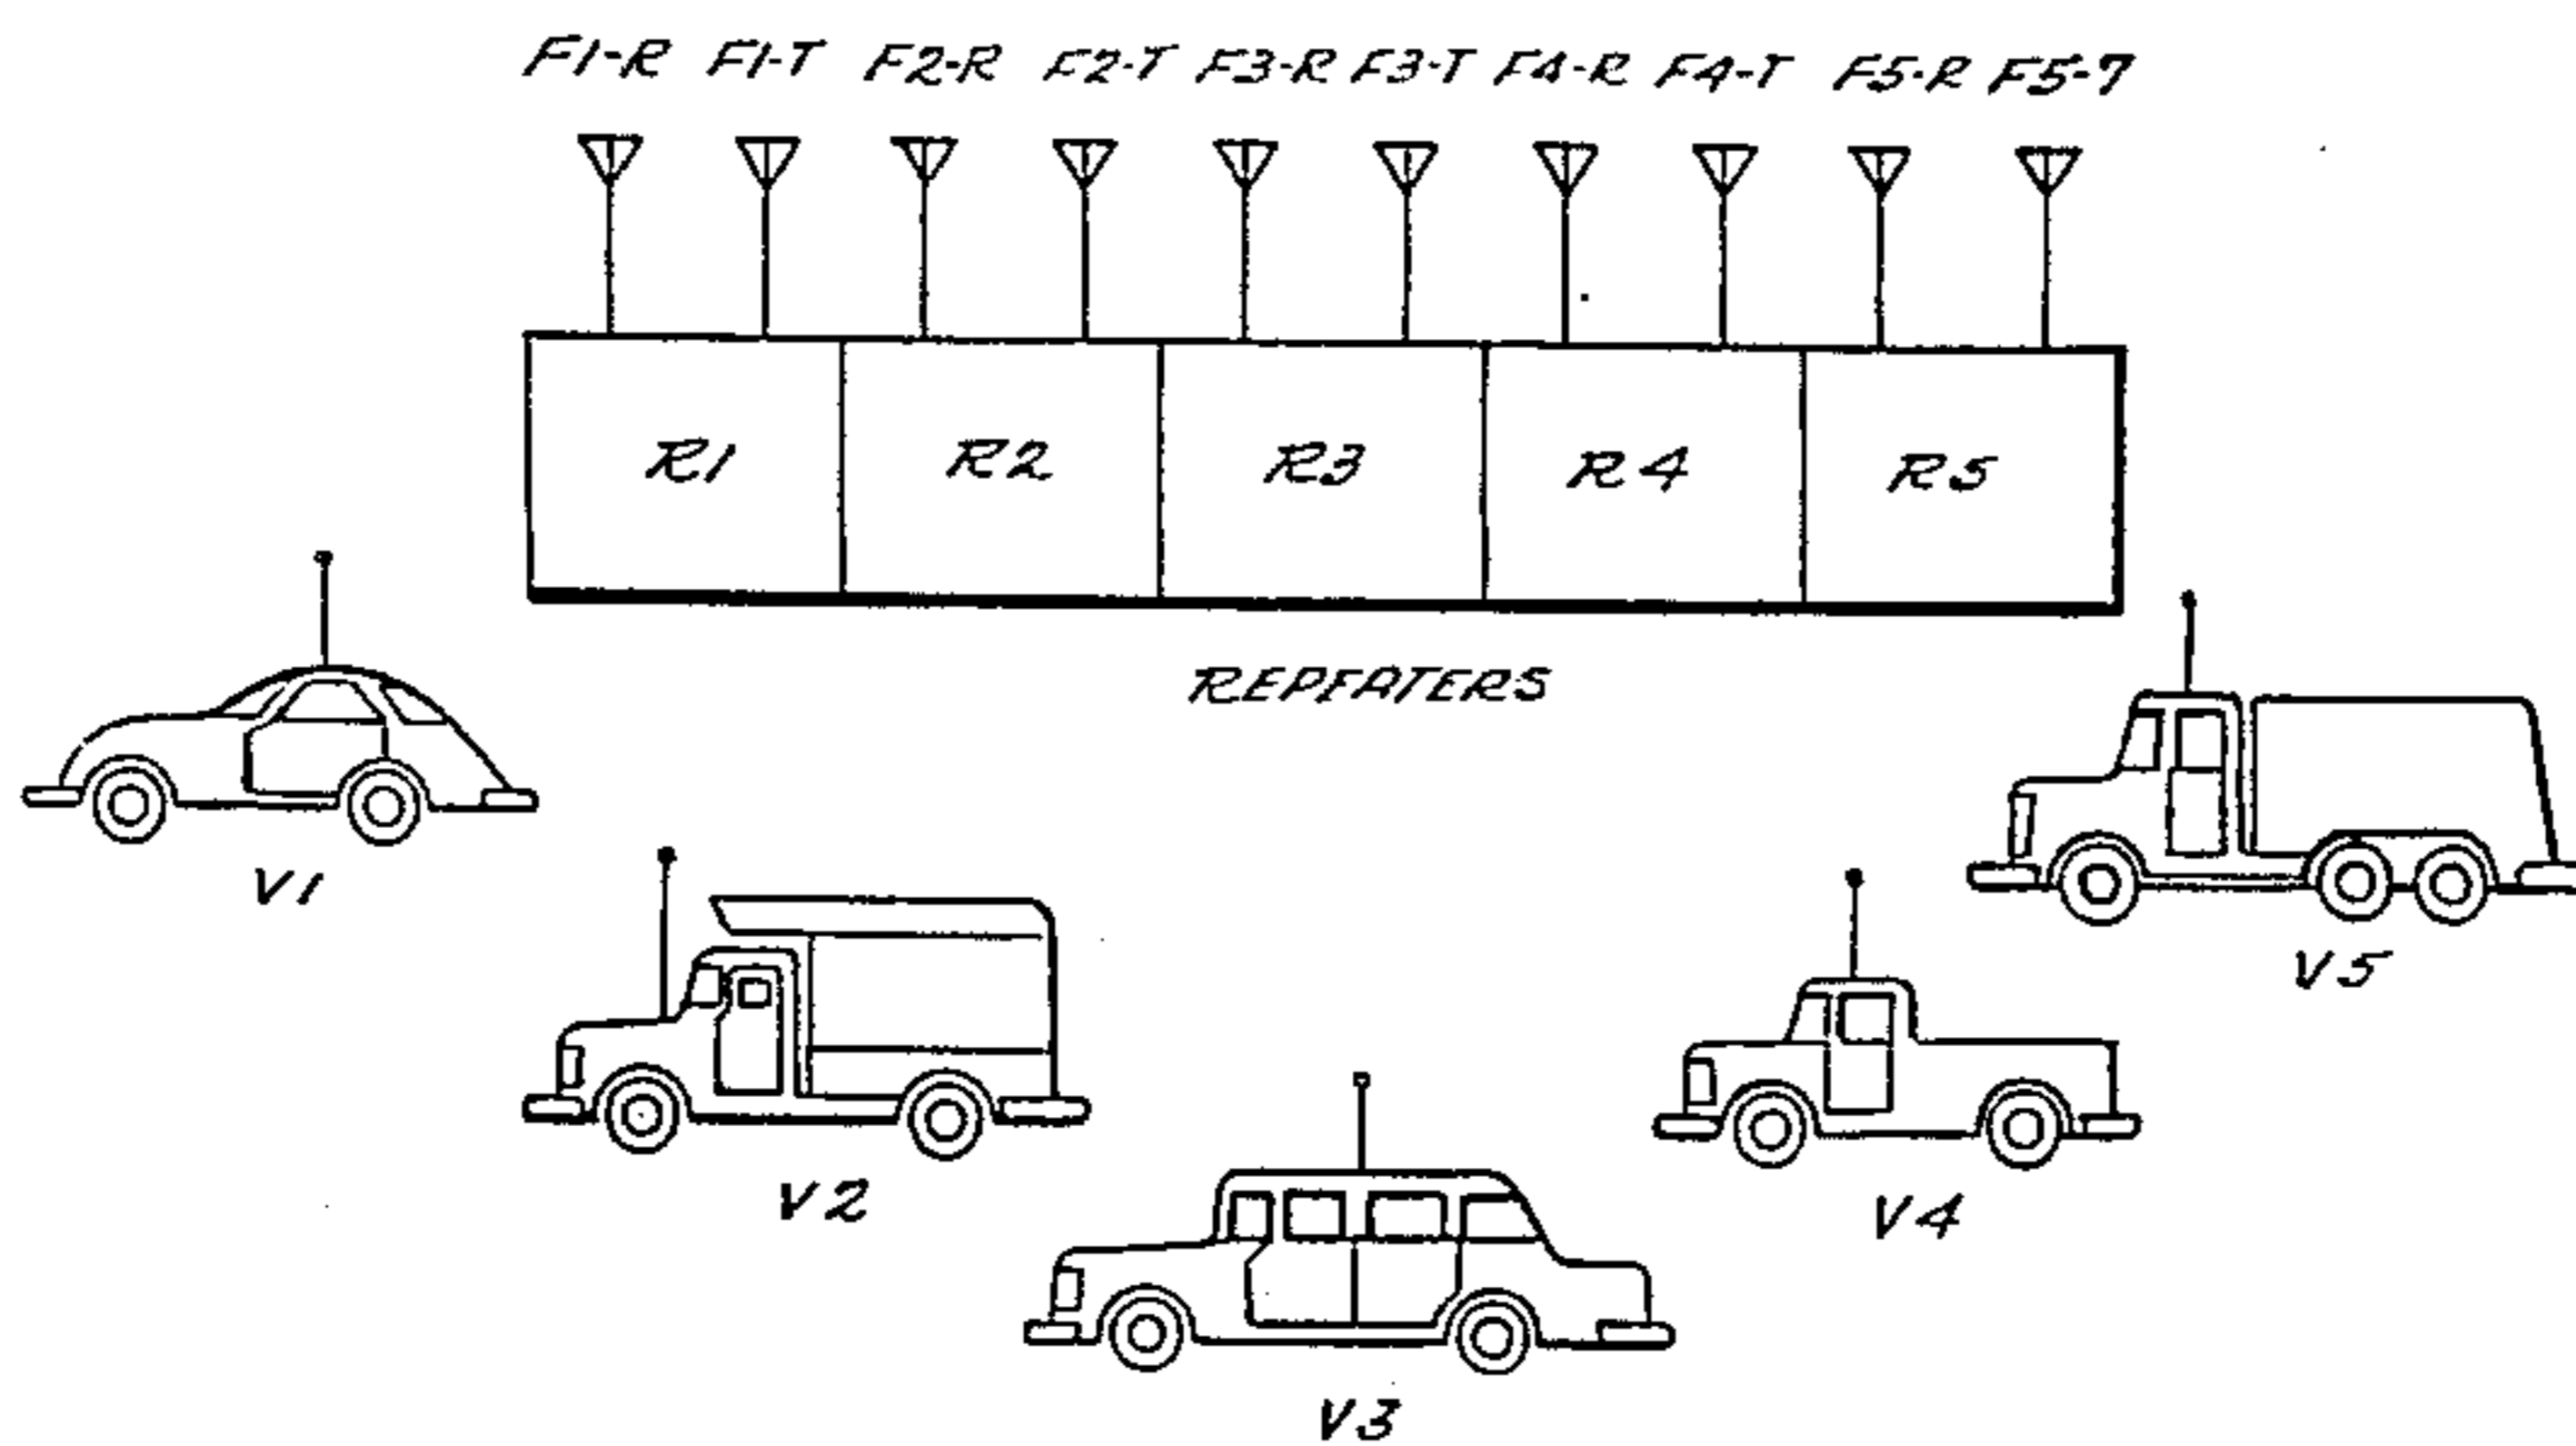 F1-R F1-T F2-R F2-T F3-R F3-T F4-R F4-T F5-R F5-T
R1 R2 R3 R4 R5
REPEATERS
V1
V5
V2
V4
V3